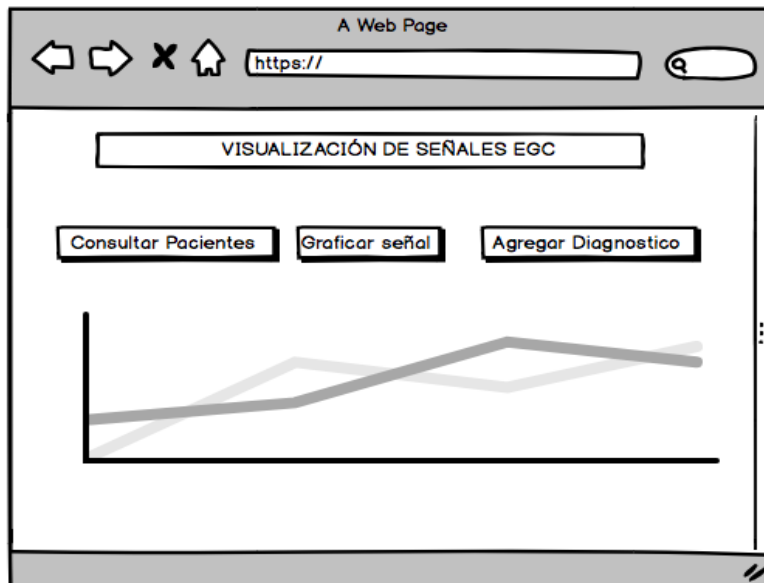 A Web Page
https://
VISUALIZACIÓN DE SEÑALES EGC
Consultar Pacientes
Graficar señal
Agregar Diagnostico